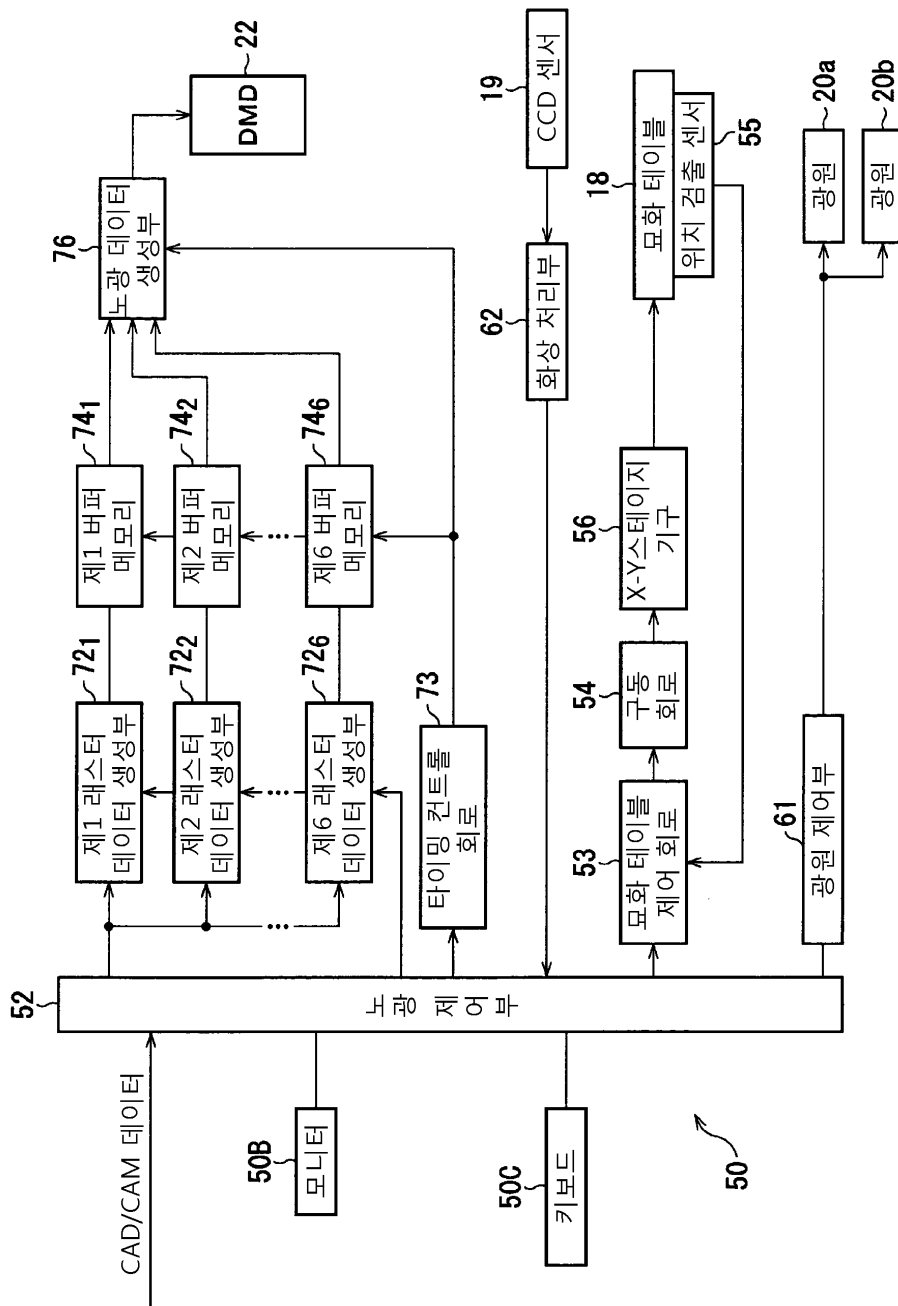 CAD/CAM 데이터
50B
모니터
50C
키보드
50
52
노광 제어부
72₁
제1 래스터
데이터 생성부
72₂
제2 래스터
데이터 생성부
72₆
제6 래스터
데이터 생성부
73
타이밍 컨트롤
회로
74₁
제1 버퍼
메모리
74₂
제2 버퍼
메모리
74₆
제6 버퍼
메모리
76
노광 데이터
생성부
22
DMD
19
CCD 센서
62
화상 처리부
53
묘화 테이블
제어 회로
54
구동
회로
56
X-Y스테이지
기구
18
묘화 테이블
위치 검출 센서
55
61
광원 제어부
20a
광원
20b
광원